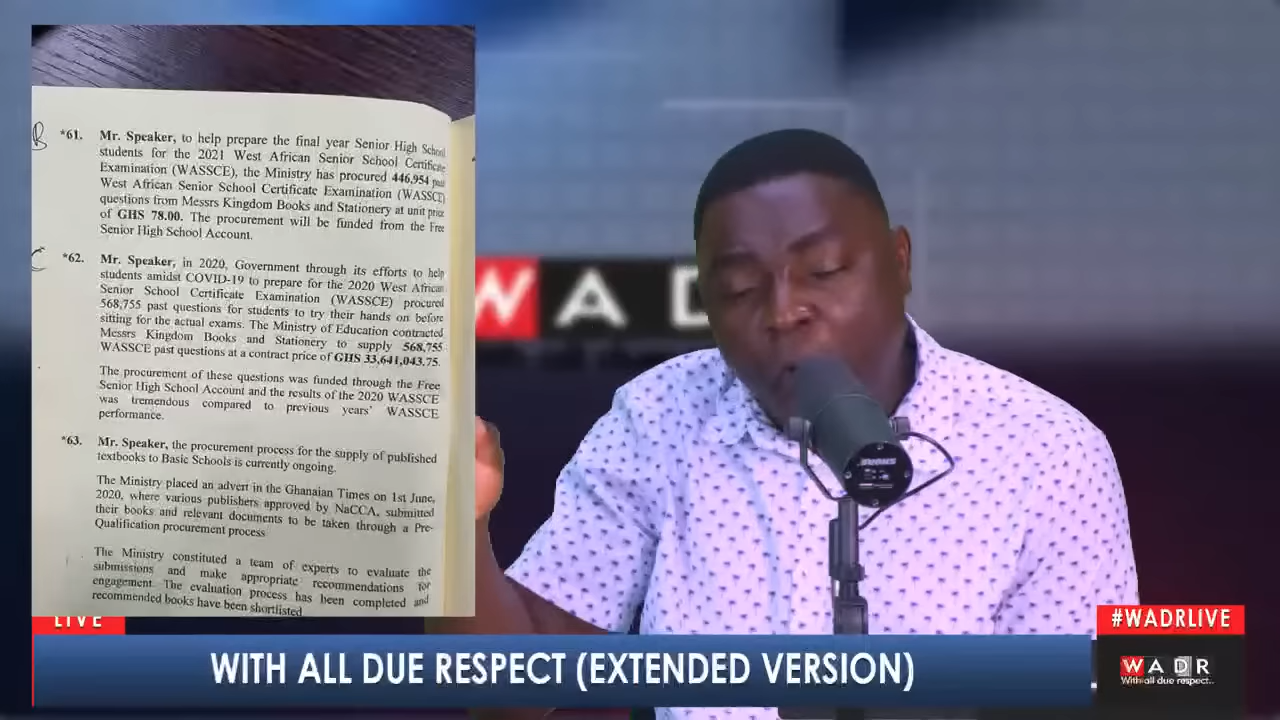 *61. Mr. Speaker, to help prepare the final year Senior High School
students for the 2021 West African Senior School Certificate
Examination (WASSCE), the Ministry has procured 446,954 past
West African Senior School Certificate Examination (WASSCE)
questions from Messrs Kingdom Books and Stationery at unit price
of GHS 78.00. The procurement will be funded from the Free
Senior High School Account.
*62. Mr. Speaker, in 2020, Government through its efforts to help
students amidst COVID-19 to prepare for the 2020 West African
Senior School Certificate Examination (WASSCE) procured
568,755 past questions for students to try their hands on before
sitting for the actual exams. The Ministry of Education contracted
Messrs Kingdom Books and Stationery to supply 568,755
WASSCE past questions at a contract price of GHS 33,641,043.75.
The procurement of these questions was funded through the Free
Senior High School Account and the results of the 2020 WASSCE
was tremendous compared to previous years' WASSCE
performance.
*63. Mr. Speaker, the procurement process for the supply of published
textbooks to Basic Schools is currently ongoing.
The Ministry placed an advert in the Ghanaian Times on 1st June,
2020, where various publishers approved by NaCCA, submitted
their books and relevant documents to be taken through a Pre-
Qualification procurement process
The Ministry constituted a team of experts to evaluate the
submissions and make appropriate recommendations for
engagement. The evaluation process has been completed and
recommended books have been shortlisted
W A D
SHURE
LIVE
#WADRLIVE
WITH ALL DUE RESPECT (EXTENDED VERSION)
W A D R
With all due respect..